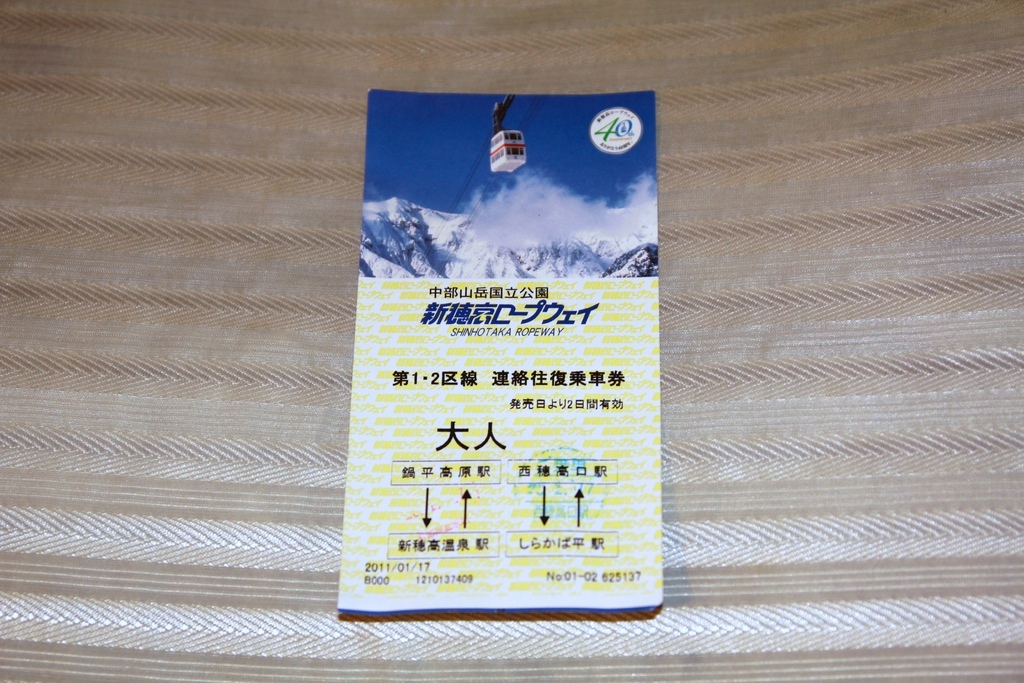 40th
中部山岳国立公園
新穂高ロープウェイ
SHINHOTAKA ROPEWAY
第1・2区線 連絡往復乗車券
発売日より2日間有効
大人
鍋平高原駅 西穂高口駅
新穂高温泉駅 しらかば平駅
2011/01/17
B000 1210137409 No:01-02 625137